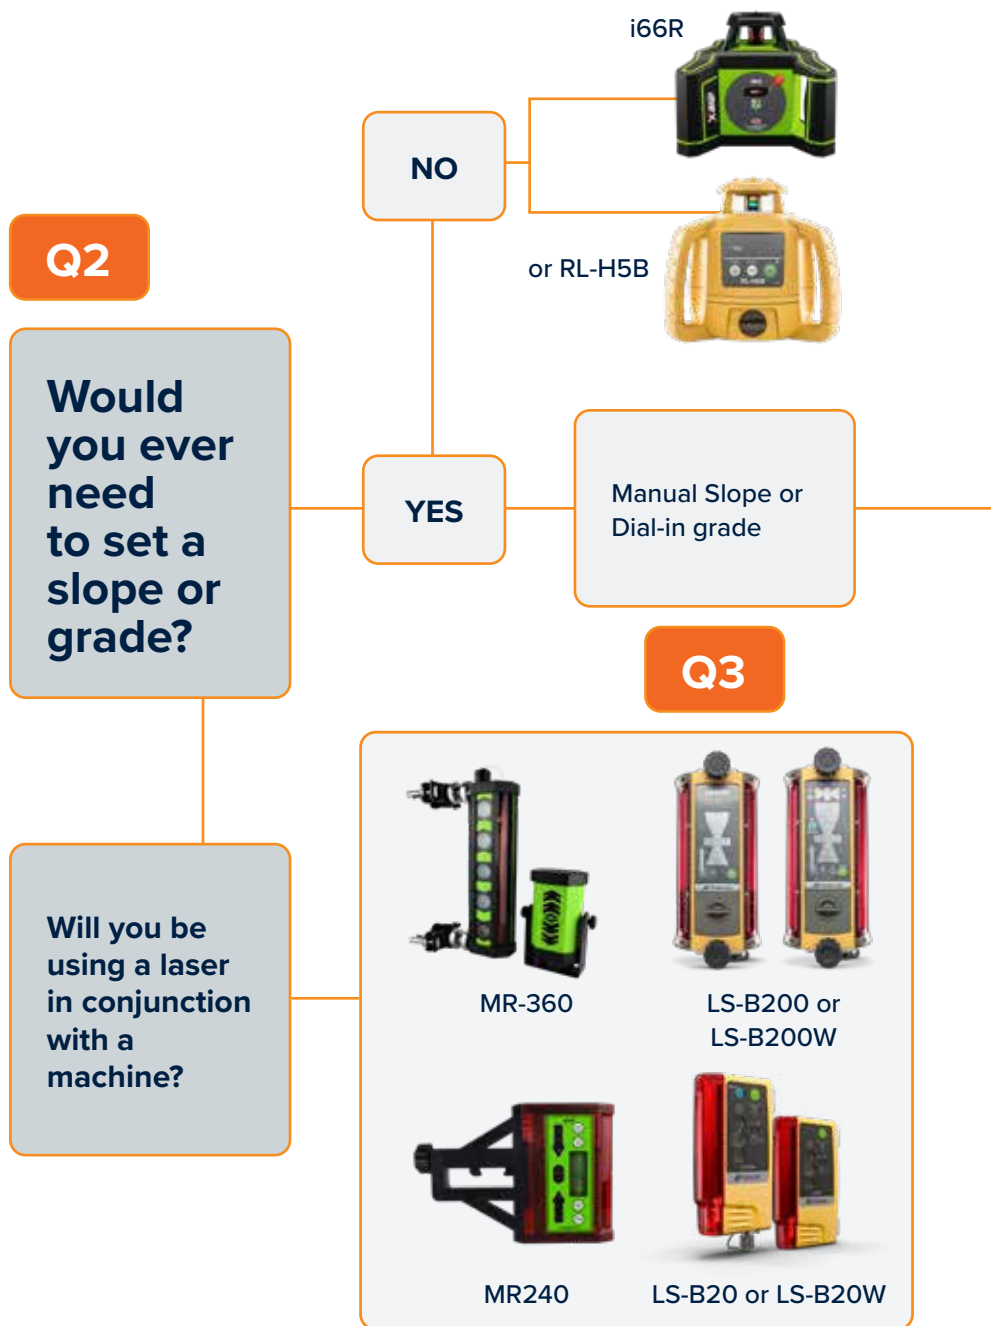 i66R
NO
Q2
or RL-H5B
Would
you ever
need
to set a
slope or
grade?
YES
Manual Slope or
Dial-in grade
Q3
Will you be
using a laser
in conjunction
with a
machine?
MR-360
LS-B200 or
LS-B200W
MR240
LS-B20 or LS-B20W